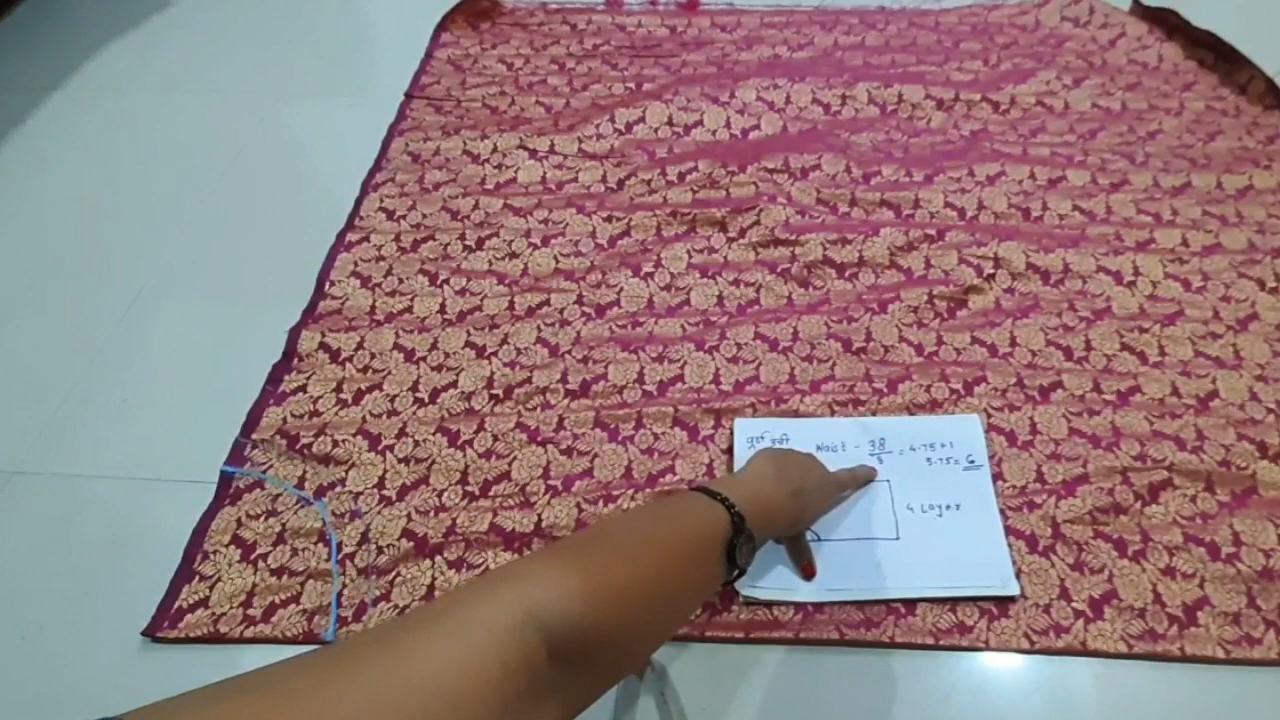 पूर्ण उंची Waist - 38/8 = 4.75+1
5.75 = 6
4 Layer